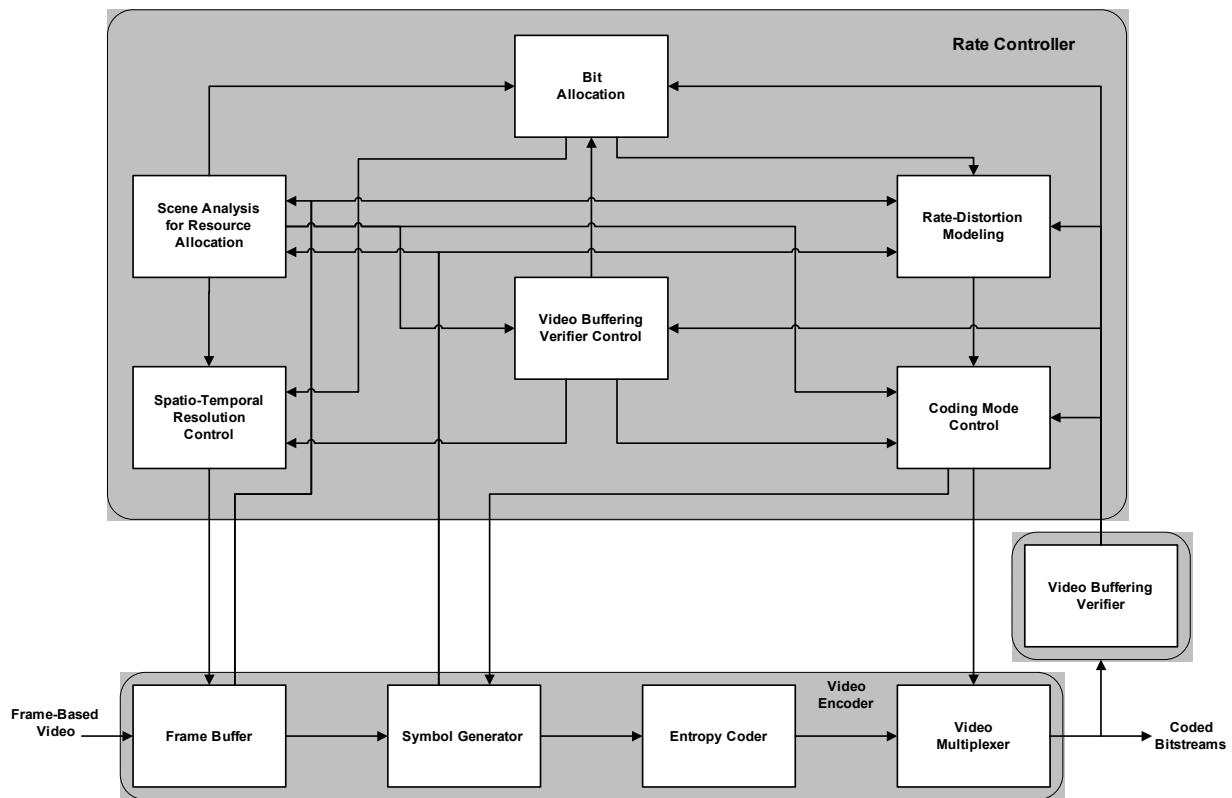 Rate Controller
Bit
Allocation
Scene Analysis
for Resource
Allocation
Rate-Distortion
Modeling
Video Buffering
Verifier Control
Spatio-Temporal
Resolution
Control
Coding Mode
Control
Video Buffering
Verifier
Frame-Based
Video
Frame Buffer
Symbol Generator
Entropy Coder
Video
Encoder
Video
Multiplexer
Coded
Bitstreams